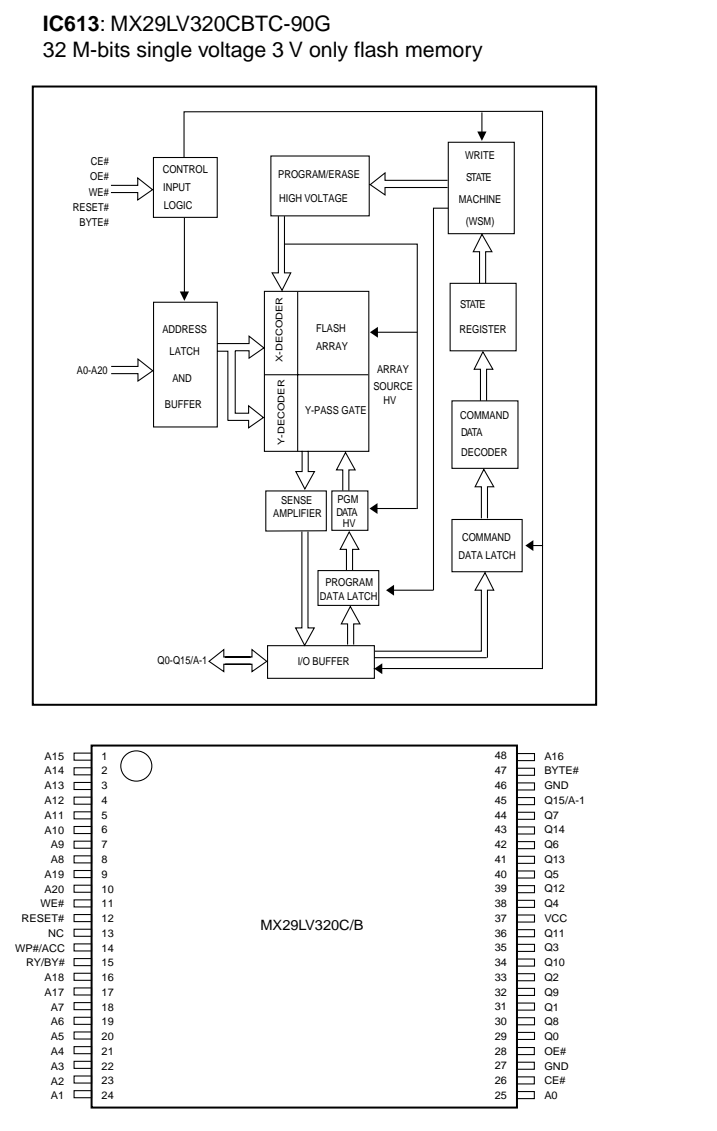 IC613: MX29LV320CBTC-90G
32 M-bits single voltage 3 V only flash memory
CE#
OE#
WE#
RESET#
BYTE#
CONTROL
INPUT
LOGIC
PROGRAM/ERASE
HIGH VOLTAGE
WRITE
STATE
MACHINE
(WSM)
A0-A20
ADDRESS
LATCH
AND
BUFFER
X-DECODER
FLASH
ARRAY
Y-DECODER
Y-PASS GATE
ARRAY
SOURCE
HV
STATE
REGISTER
COMMAND
DATA
DECODER
SENSE
AMPLIFIER
PGM
DATA
HV
COMMAND
DATA LATCH
PROGRAM
DATA LATCH
Q0-Q15/A-1
I/O BUFFER
A15 1
A14 2
A13 3
A12 4
A11 5
A10 6
A9 7
A8 8
A19 9
A20 10
WE# 11
RESET# 12
NC 13
WP#/ACC 14
RY/BY# 15
A18 16
A17 17
A7 18
A6 19
A5 20
A4 21
A3 22
A2 23
A1 24
MX29LV320C/B
48 A16
47 BYTE#
46 GND
45 Q15/A-1
44 Q7
43 Q14
42 Q6
41 Q13
40 Q5
39 Q12
38 Q4
37 VCC
36 Q11
35 Q3
34 Q10
33 Q2
32 Q9
31 Q1
30 Q8
29 Q0
28 OE#
27 GND
26 CE#
25 A0